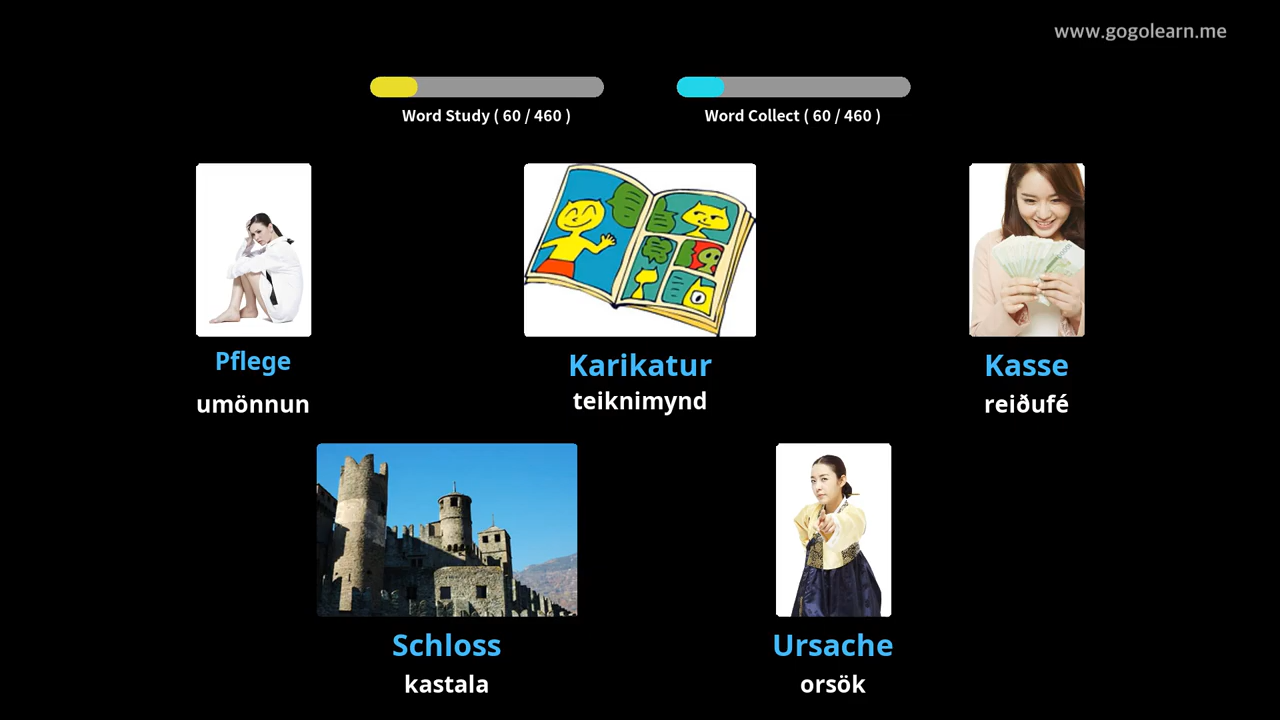 www.gogolearn.me
Word Study ( 60 / 460 )
Word Collect ( 60 / 460 )
Pflege
umönnun
Karikatur
teiknimynd
Kasse
reiðufé
Schloss
kastala
Ursache
orsök